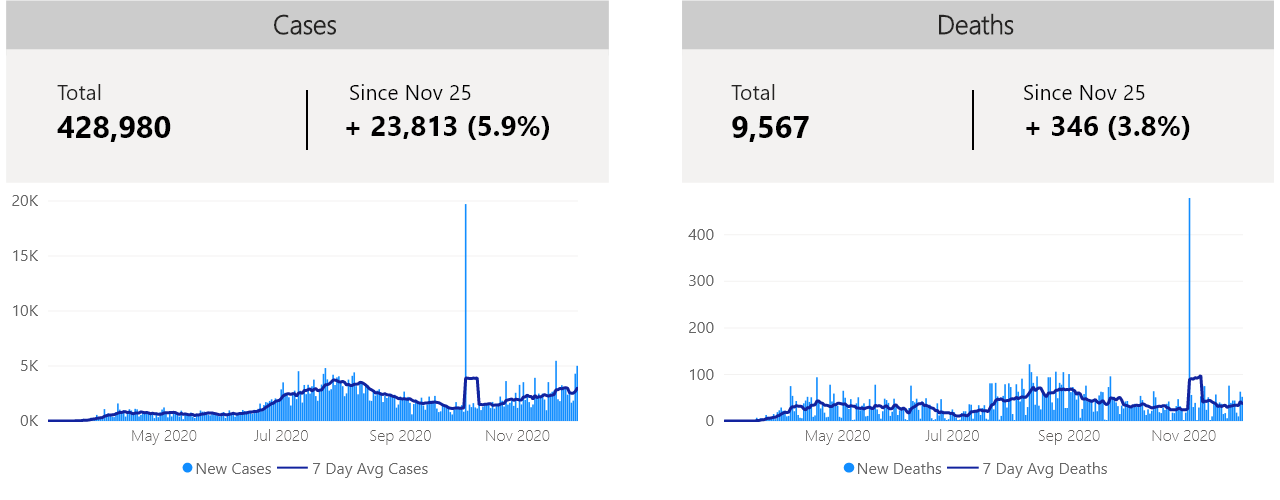 Cases
Total
428,980
Since Nov 25
+ 23,813 (5.9%)
20K
15K
10K
5K
0K
May 2020 Jul 2020 Sep 2020 Nov 2020
New Cases 7 Day Avg Cases
Deaths
Total
9,567
Since Nov 25
+ 346 (3.8%)
400
300
200
100
0
May 2020 Jul 2020 Sep 2020 Nov 2020
New Deaths 7 Day Avg Deaths